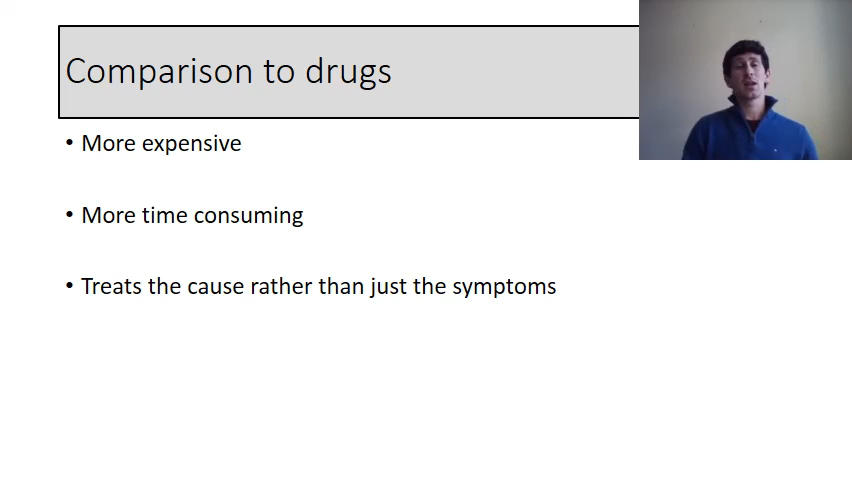 Comparison to drugs
• More expensive
• More time consuming
• Treats the cause rather than just the symptoms